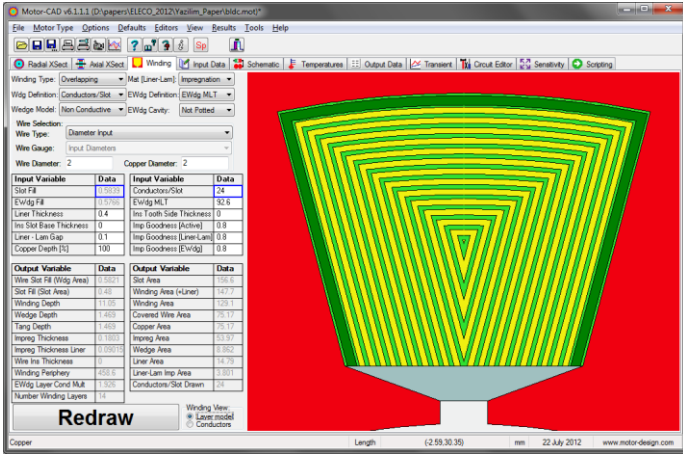 Motor-CAD v6.1.1.1 (D:\papers\ELECO_2012\Yazilim_Paper\bldc.mot)*
File Motor Type Options Defaults Editors View Results Tools Help
Sp
Radial XSect Axial XSect Winding Input Data Schematic Temperatures Output Data Transient Circuit Editor Sensitivity Scripting
Winding Type: Overlapping Mat [Liner-Lam]: Impregnation
Wdg Definition: Conductors/Slot EWdg Definition: EWdg MLT
Wedge Model: Non Conductive EWdg Cavity: Not Potted
Wire Selection:
Wire Type: Diameter Input
Wire Gauge: Input Diameters
Wire Diameter: 2 Copper Diameter: 2
Input Variable Data Input Variable Data
Slot Fill 0.5839 Conductors/Slot 24
EWdg Fill 0.5766 EWdg MLT 92.6
Liner Thickness 0.4 Ins Tooth Side Thickness 0
Ins Slot Base Thickness 0 Imp Goodness [Active] 0.8
Liner - Lam Gap 0.1 Imp Goodness [Liner-Lam] 0.8
Copper Depth [%] 100 Imp Goodness [EWdg] 0.8
Output Variable Data Output Variable Data
Wire Slot Fill (Wdg Area) 0.5821 Slot Area 156.6
Slot Fill (Slot Area) 0.48 Winding Area (+Liner) 147.7
Winding Depth 11.05 Winding Area 129.1
Wedge Depth 1.469 Covered Wire Area 75.17
Tang Depth 1.469 Copper Area 75.17
Impreg Thickness 0.1803 Impreg Area 53.97
Impreg Thickness Liner 0.09015 Wedge Area 8.862
Wire Ins Thickness 0 Liner Area 14.79
Winding Periphery 458.6 Liner-Lam Imp Area 3.801
EWdg Layer Cond Mult 1.926 Conductors/Slot Drawn 24
Number Winding Layers 14
Redraw
Winding View:
Layer model
Conductors
Copper Length (-2.59,30.35) mm 22 July 2012 www.motor-design.com